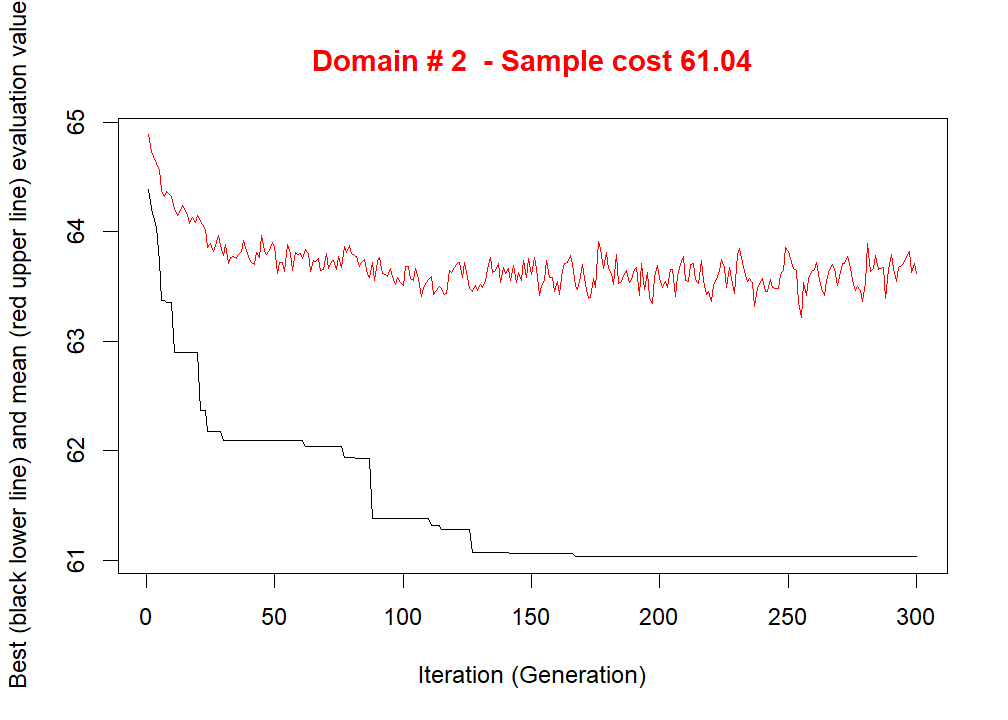 Domain # 2  - Sample cost 61.04
Best (black lower line) and mean (red upper line) evaluation value
65
64
63
62
61
0 50 100 150 200 250 300
Iteration (Generation)